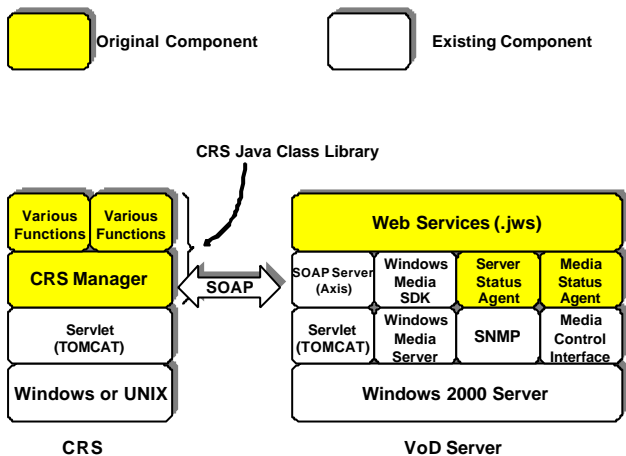 Original Component
Existing Component
CRS Java Class Library
Various
Functions
Various
Functions
CRS Manager
Servlet
(TOMCAT)
Windows or UNIX
CRS
SOAP
Web Services (.jws)
SOAP Server
(Axis)
Windows
Media
SDK
Server
Status
Agent
Media
Status
Agent
Servlet
(TOMCAT)
Windows
Media
Server
SNMP
Media
Control
Interface
Windows 2000 Server
VoD Server